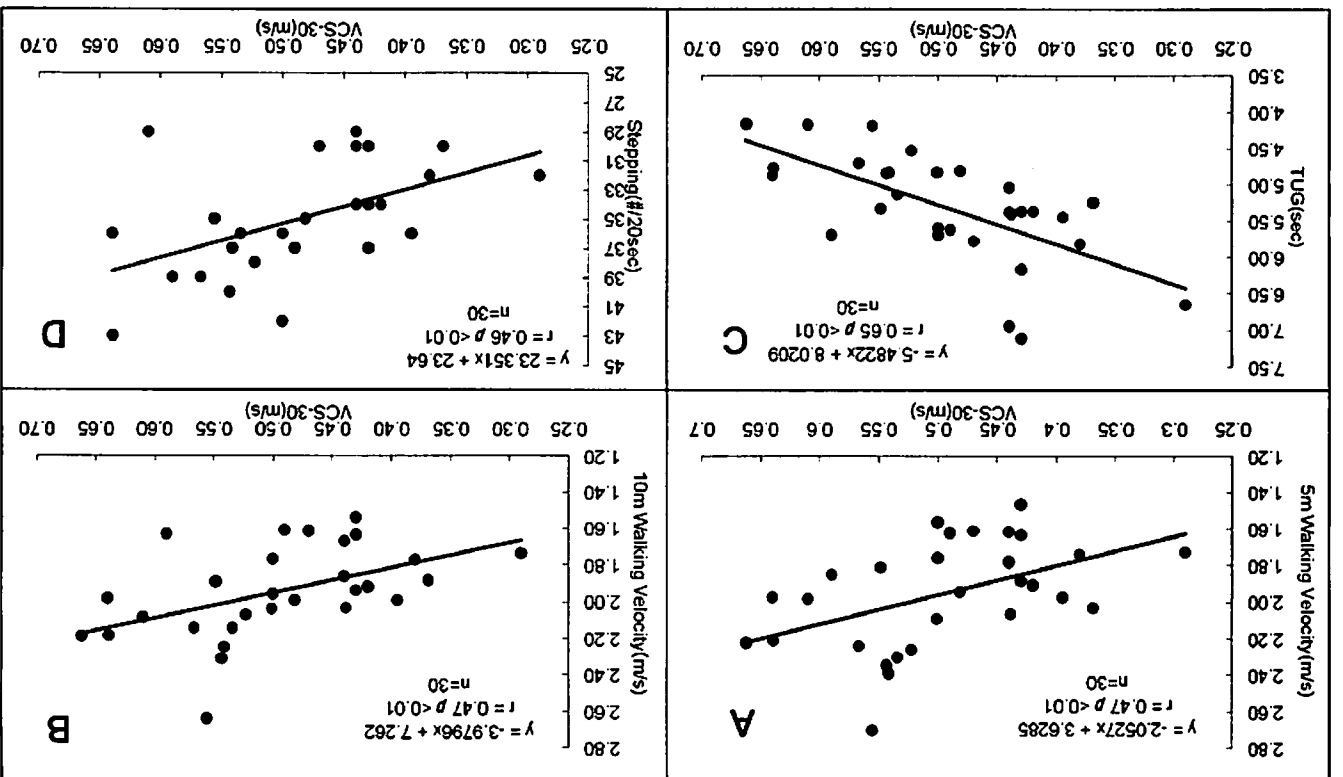 A
y = -2.0527x + 3.6285
r = 0.47 p <0.01
n=30
5m Walking Velocity(m/s)
2.80
2.60
2.40
2.20
2.00
1.80
1.60
1.40
1.20
0.25 0.3 0.35 0.4 0.45 0.5 0.55 0.6 0.65 0.7
VCS-30(m/s)
B
y = -3.9796x + 7.262
r = 0.47 p <0.01
n=30
10m Walking Velocity(m/s)
2.80
2.60
2.40
2.20
2.00
1.80
1.60
1.40
1.20
0.25 0.30 0.35 0.40 0.45 0.50 0.55 0.60 0.65 0.70
VCS-30(m/s)
C
y = -5.4822x + 8.0209
r = 0.65 p <0.01
n=30
TUG(sec)
7.50
7.00
6.50
6.00
5.50
5.00
4.50
4.00
3.50
0.25 0.30 0.35 0.40 0.45 0.50 0.55 0.60 0.65 0.70
VCS-30(m/s)
D
y = 23.351x + 23.64
r = 0.46 p <0.01
n=30
Stepping(#/20sec)
45
43
41
39
37
35
33
31
29
27
25
0.25 0.30 0.35 0.40 0.45 0.50 0.55 0.60 0.65 0.70
VCS-30(m/s)